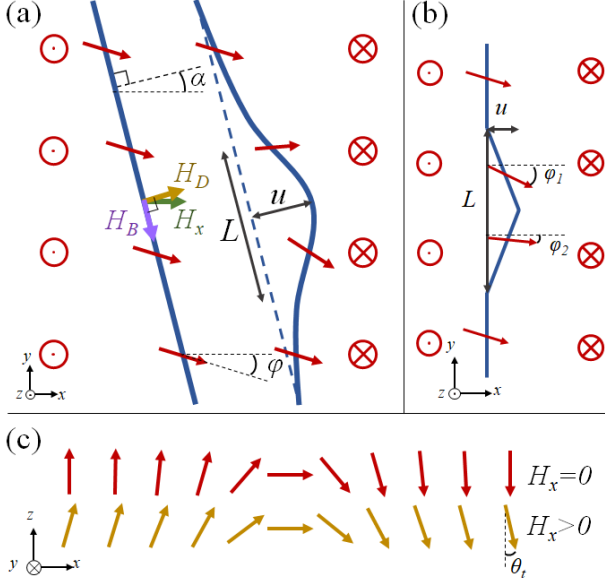 (a)
α
H_D
H_x
H_B
L
u
φ
y
z
x
(b)
u
φ_1
L
φ_2
y
z
x
(c)
H_x=0
H_x>0
θ_t
z
y
x